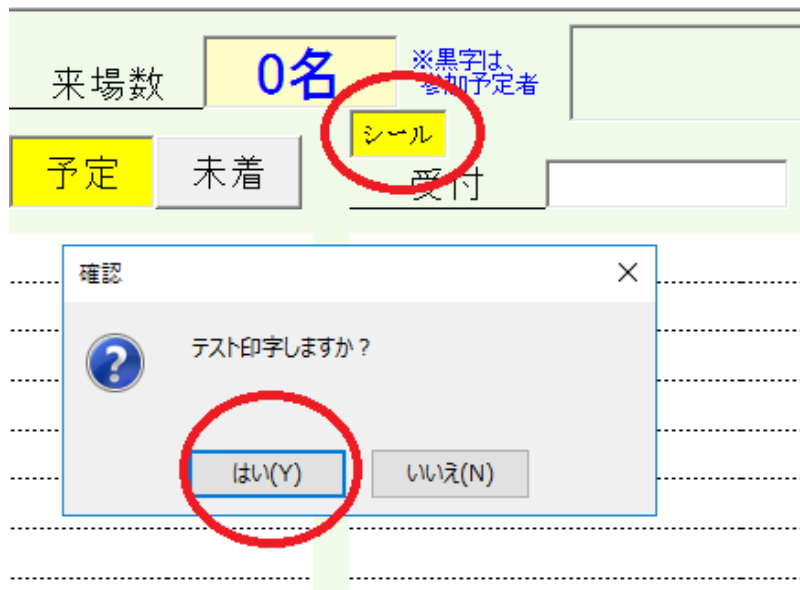 来場数
0名
※黒字は、
参加予定者
シール
予定
未着
受付
確認
テスト印字しますか？
はい(Y)
いいえ(N)